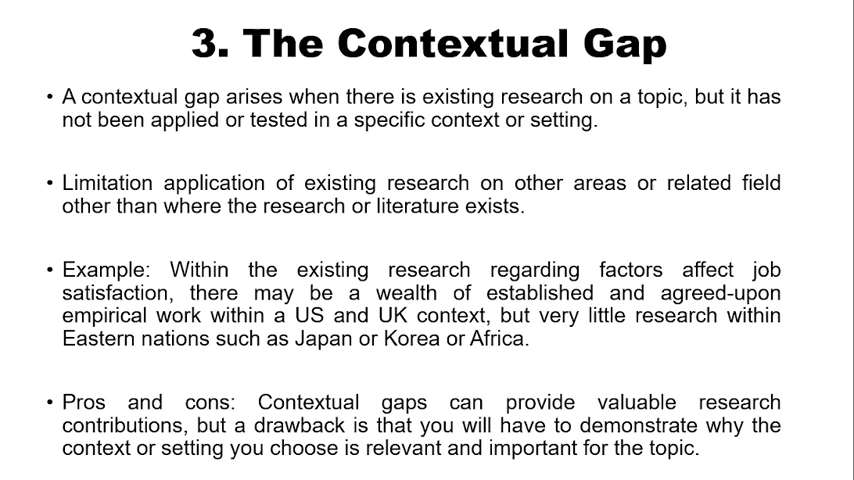 3. The Contextual Gap
• A contextual gap arises when there is existing research on a topic, but it has
not been applied or tested in a specific context or setting.
• Limitation application of existing research on other areas or related field
other than where the research or literature exists.
• Example: Within the existing research regarding factors affect job
satisfaction, there may be a wealth of established and agreed-upon
empirical work within a US and UK context, but very little research within
Eastern nations such as Japan or Korea or Africa.
• Pros and cons: Contextual gaps can provide valuable research
contributions, but a drawback is that you will have to demonstrate why the
context or setting you choose is relevant and important for the topic.